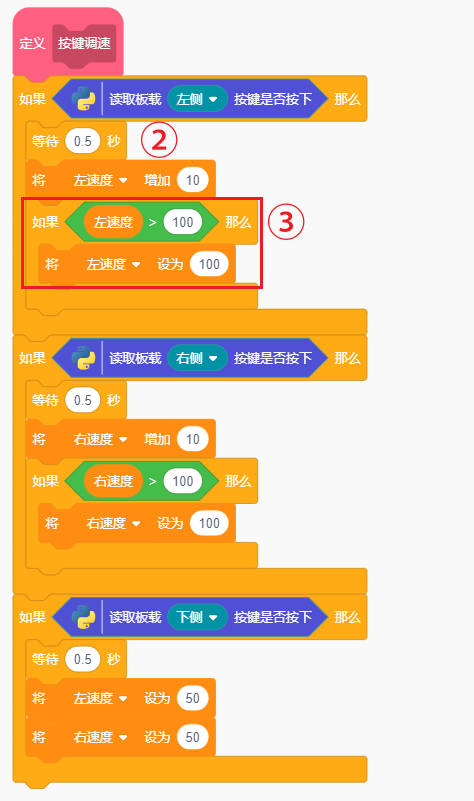 定义 按键调速
如果 读取板载 左侧 按键是否按下 那么
等待 0.5 秒 ②
将 左速度 增加 10
如果 左速度 > 100 那么 ③
将 左速度 设为 100
如果 读取板载 右侧 按键是否按下 那么
等待 0.5 秒
将 右速度 增加 10
如果 右速度 > 100 那么
将 右速度 设为 100
如果 读取板载 下侧 按键是否按下 那么
等待 0.5 秒
将 左速度 设为 50
将 右速度 设为 50